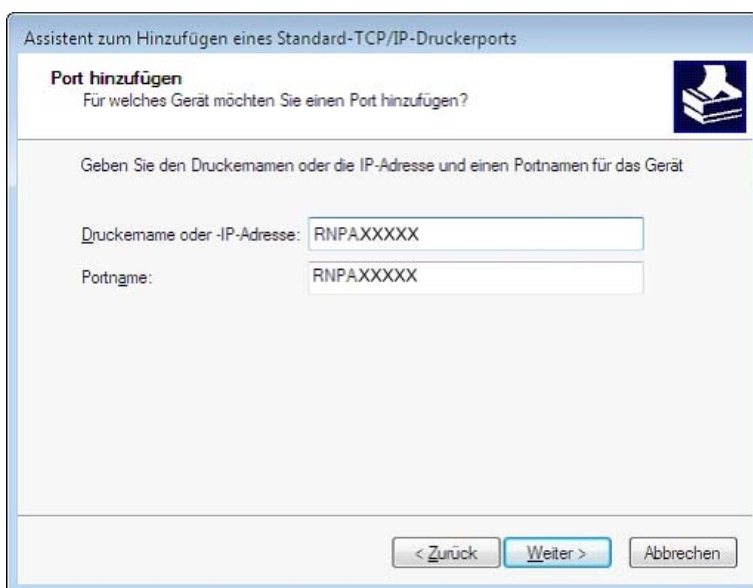 Assistent zum Hinzufügen eines Standard-TCP/IP-Druckerports
Port hinzufügen
Für welches Gerät möchten Sie einen Port hinzufügen?
Geben Sie den Druckernamen oder die IP-Adresse und einen Portnamen für das Gerät
Druckername oder -IP-Adresse: RNPAXXXXX
Portname: RNPAXXXXX
< Zurück Weiter > Abbrechen